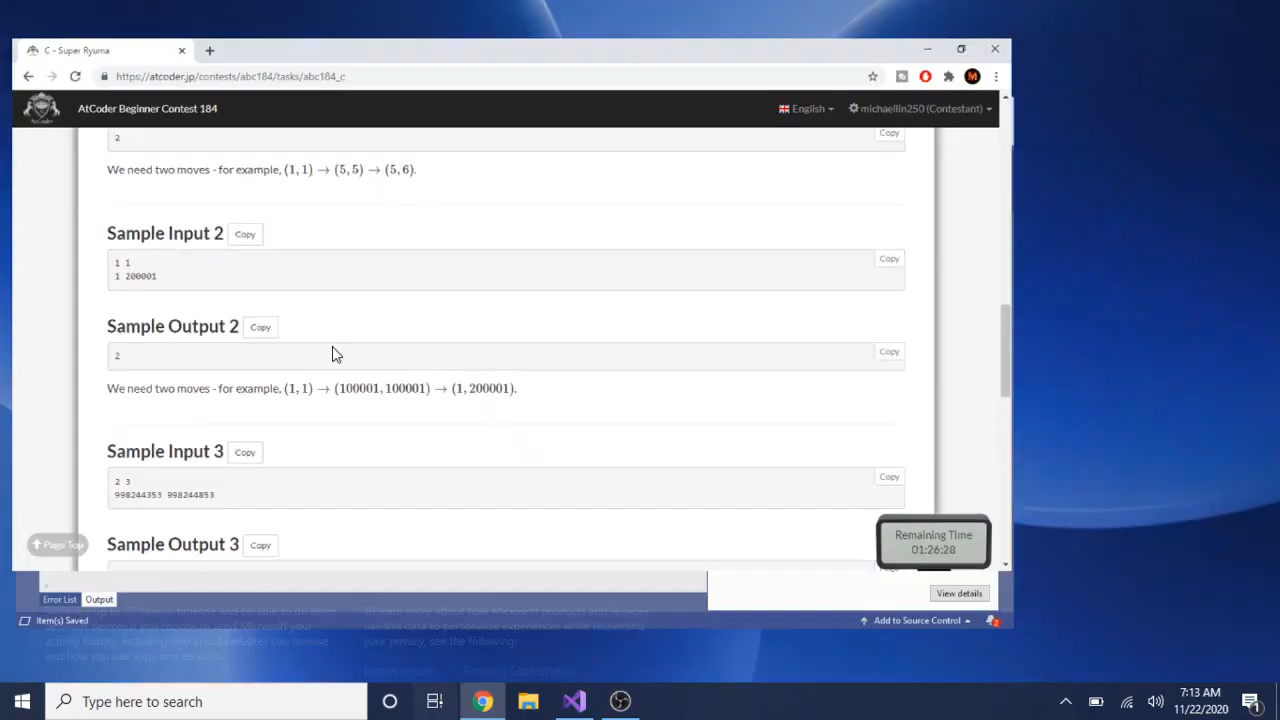 C - Super Ryuma
https://atcoder.jp/contests/abc184/tasks/abc184_c
AtCoder Beginner Contest 184
English
michaellin250 (Contestant)
2
Copy
We need two moves - for example, (1, 1) → (5, 5) → (5, 6).
Sample Input 2
Copy
1 1
1 200001
Copy
Sample Output 2
Copy
2
Copy
We need two moves - for example, (1, 1) → (100001, 100001) → (1, 200001).
Sample Input 3
Copy
2 3
998244353 998244853
Copy
Page Top
Sample Output 3
Copy
Remaining Time
01:26:28
Error List
Output
View details
Item(s) Saved
Add to Source Control
2
Type here to search
7:13 AM
11/22/2020
1